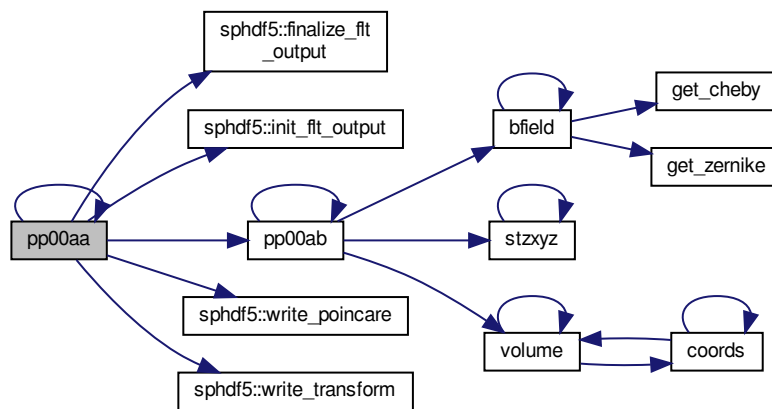 sphdf5::finalize_flt
_output
sphdf5::init_flt_output
pp00aa
pp00ab
sphdf5::write_poincare
sphdf5::write_transform
bfield
stzxyz
volume
get_cheby
get_zernike
coords